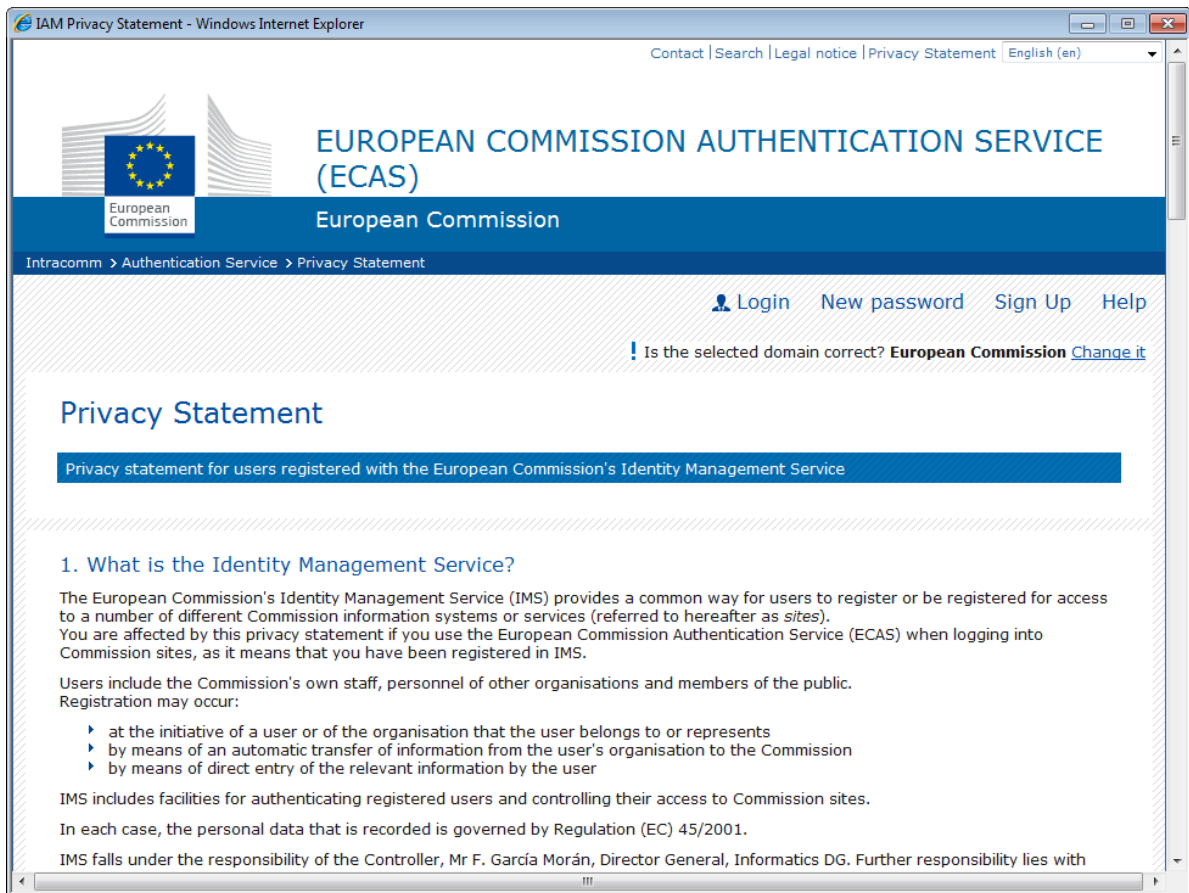 IAM Privacy Statement - Windows Internet Explorer
Contact | Search | Legal notice | Privacy Statement English (en)
EUROPEAN COMMISSION AUTHENTICATION SERVICE
(ECAS)
European
Commission
European Commission
Intracomm > Authentication Service > Privacy Statement
Login New password Sign Up Help
! Is the selected domain correct? European Commission Change it
Privacy Statement
Privacy statement for users registered with the European Commission's Identity Management Service
1. What is the Identity Management Service?
The European Commission's Identity Management Service (IMS) provides a common way for users to register or be registered for access
to a number of different Commission information systems or services (referred to hereafter as sites).
You are affected by this privacy statement if you use the European Commission Authentication Service (ECAS) when logging into
Commission sites, as it means that you have been registered in IMS.
Users include the Commission's own staff, personnel of other organisations and members of the public.
Registration may occur:
at the initiative of a user or of the organisation that the user belongs to or represents
by means of an automatic transfer of information from the user's organisation to the Commission
by means of direct entry of the relevant information by the user
IMS includes facilities for authenticating registered users and controlling their access to Commission sites.
In each case, the personal data that is recorded is governed by Regulation (EC) 45/2001.
IMS falls under the responsibility of the Controller, Mr F. García Morán, Director General, Informatics DG. Further responsibility lies with